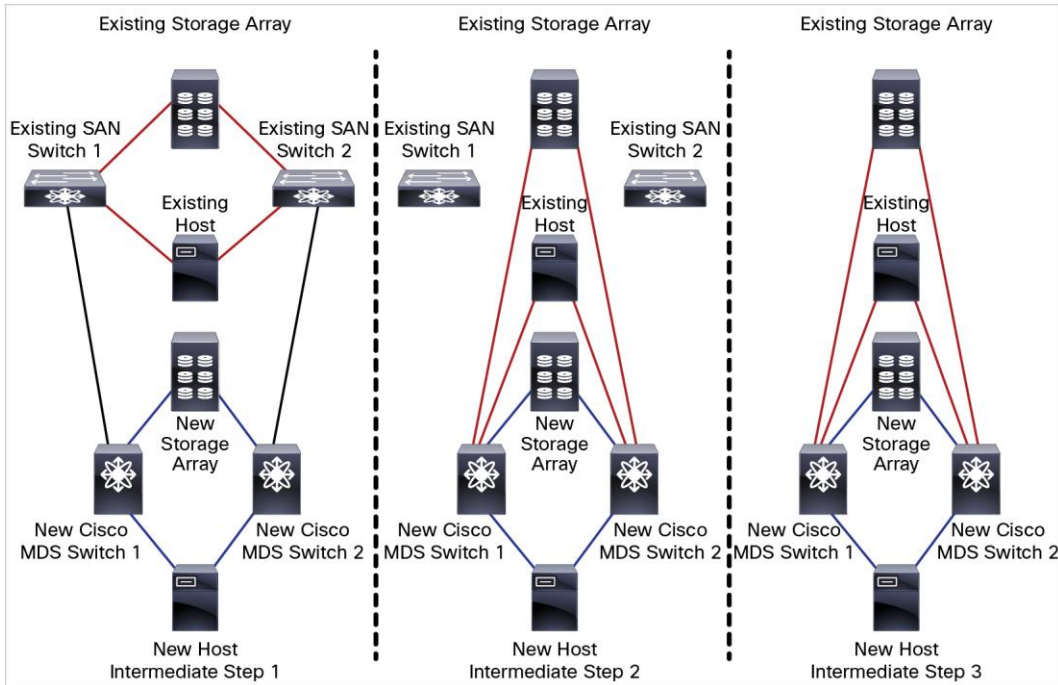 Existing Storage Array
Existing SAN
Switch 1
Existing SAN
Switch 2
Existing
Host
New
Storage
Array
New Cisco
MDS Switch 1
New Cisco
MDS Switch 2
New Host
Intermediate Step 1
Existing Storage Array
Existing SAN
Switch 1
Existing SAN
Switch 2
Existing
Host
New
Storage
Array
New Cisco
MDS Switch 1
New Cisco
MDS Switch 2
New Host
Intermediate Step 2
Existing Storage Array
Existing
Host
New
Storage
Array
New Cisco
MDS Switch 1
New Cisco
MDS Switch 2
New Host
Intermediate Step 3